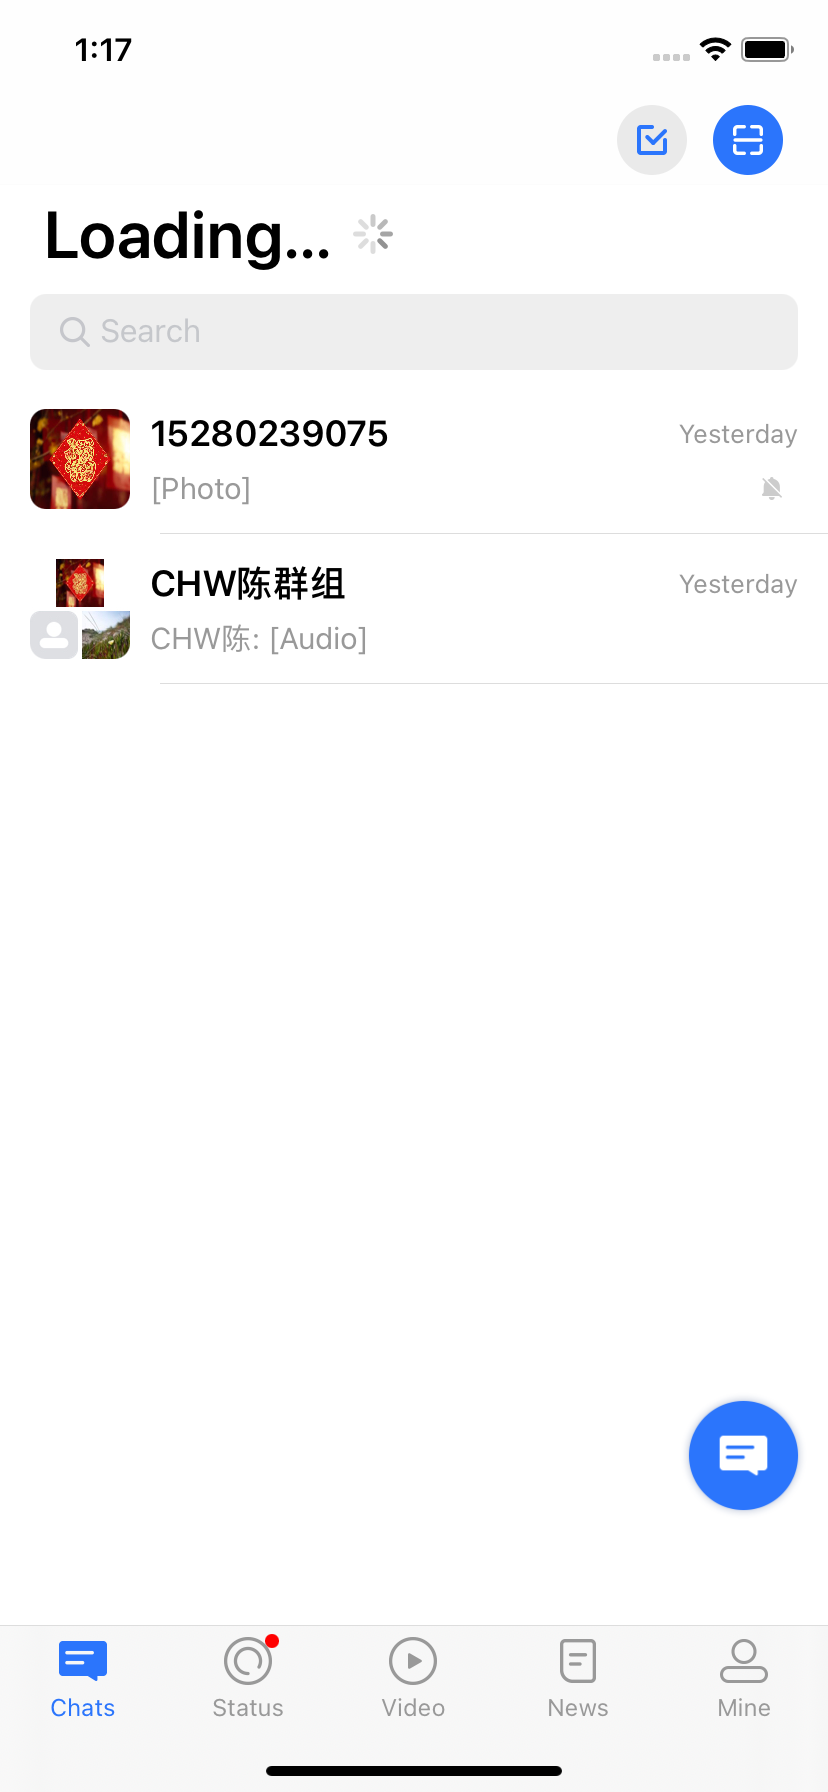 1:17
Loading...
Search
15280239075
Yesterday
[Photo]
CHW陈群组
Yesterday
CHW陈: [Audio]
Chats
Status
Video
News
Mine